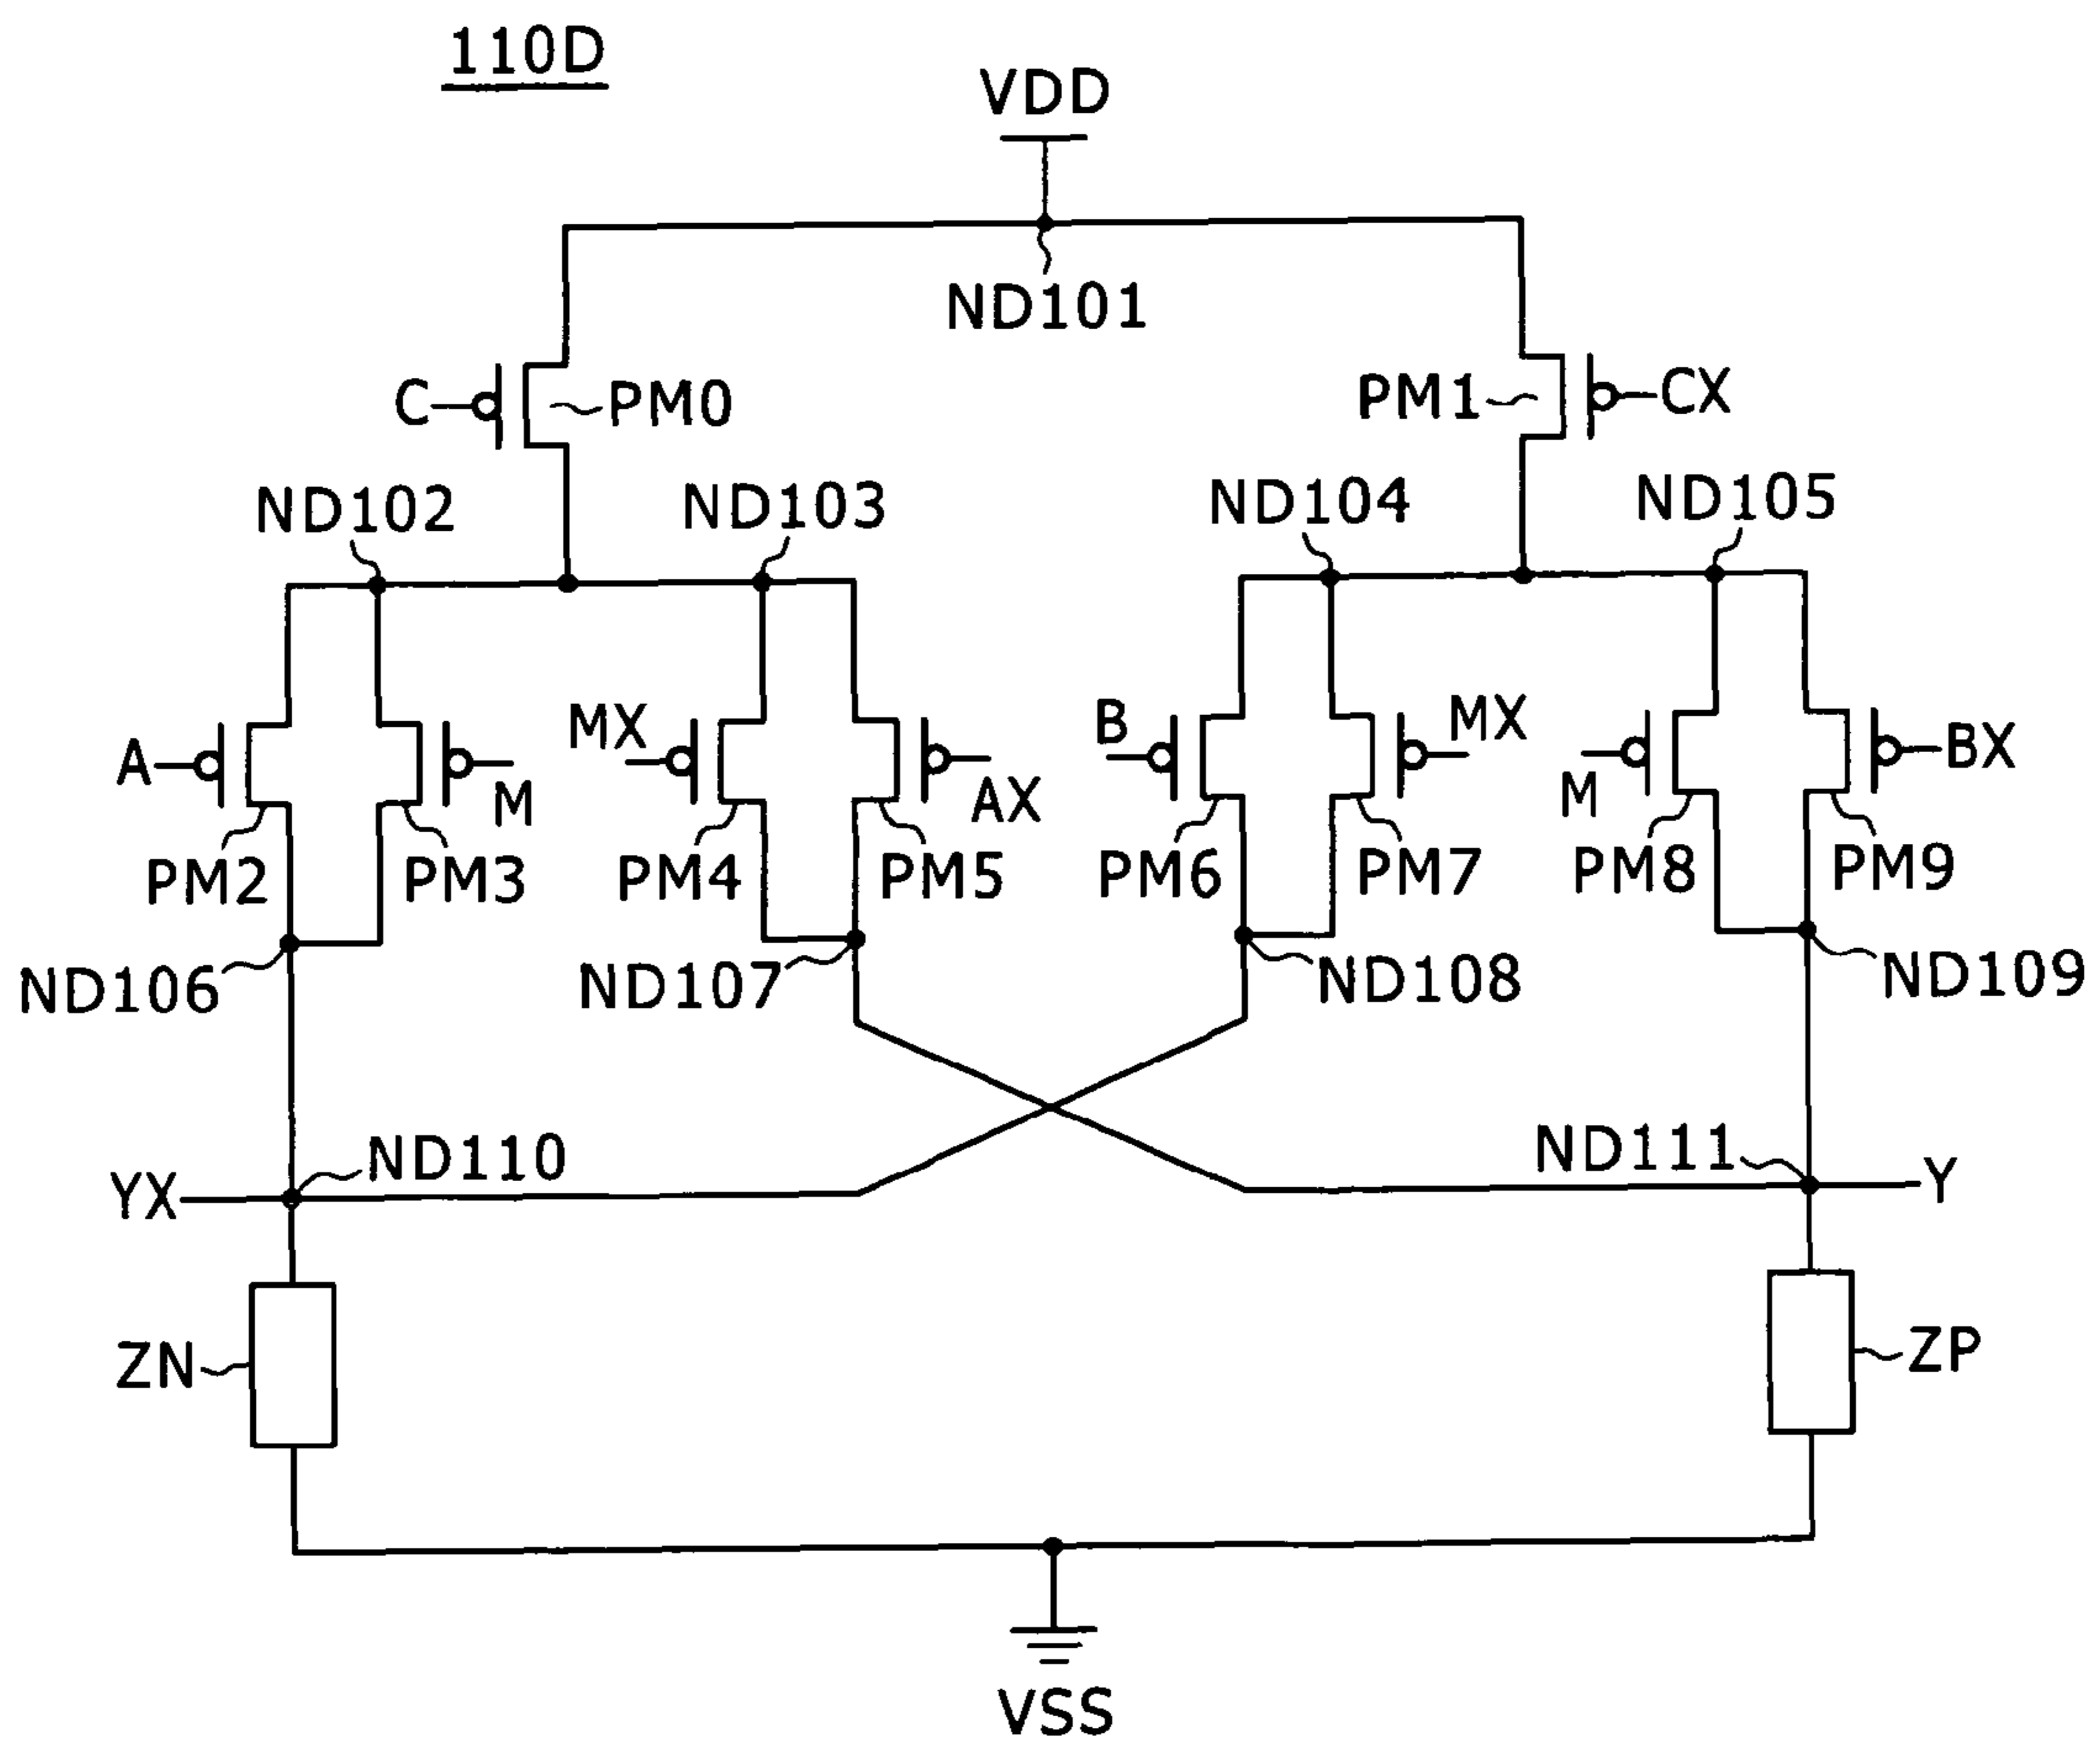 110D
VDD
ND101
C
PM0
PM1
CX
ND102
ND103
ND104
ND105
A
M
MX
AX
B
MX
M
BX
PM2
PM3
PM4
PM5
PM6
PM7
PM8
PM9
ND106
ND107
ND108
ND109
YX
ND110
ND111
Y
ZN
ZP
VSS